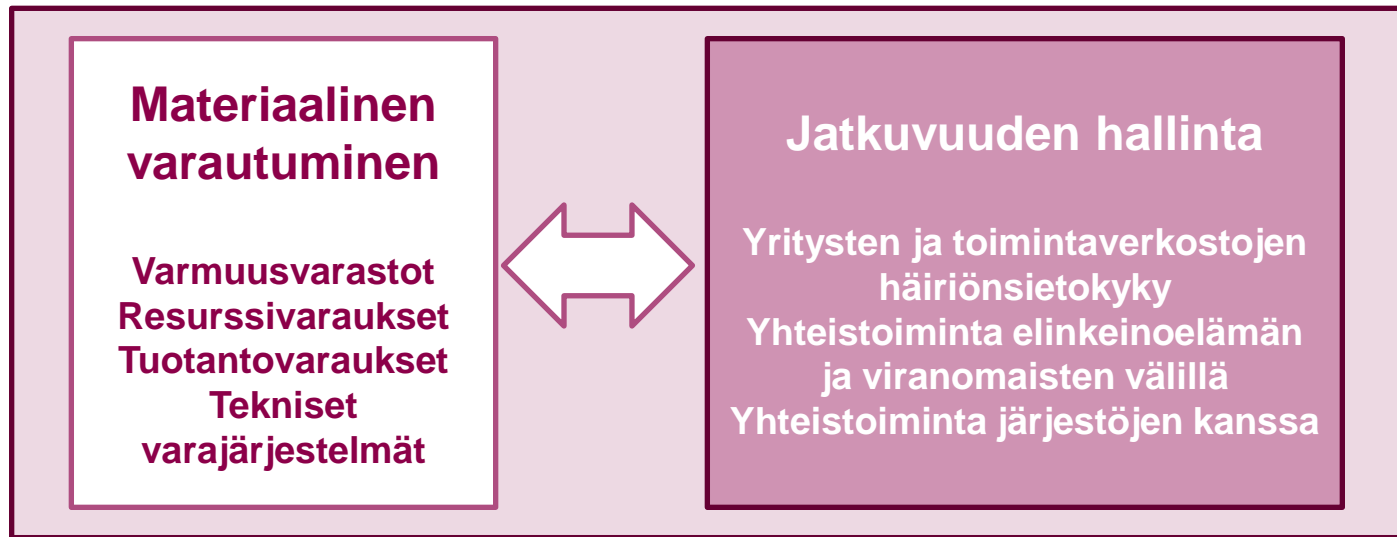 Materiaalinen
varautuminen
Varmuusvarastot
Resurssivaraukset
Tuotantovaraukset
Tekniset
varajärjestelmät
Jatkuvuuden hallinta
Yritysten ja toimintaverkostojen
häiriönsietokyky
Yhteistoiminta elinkeinoelämän
ja viranomaisten välillä
Yhteistoiminta järjestöjen kanssa